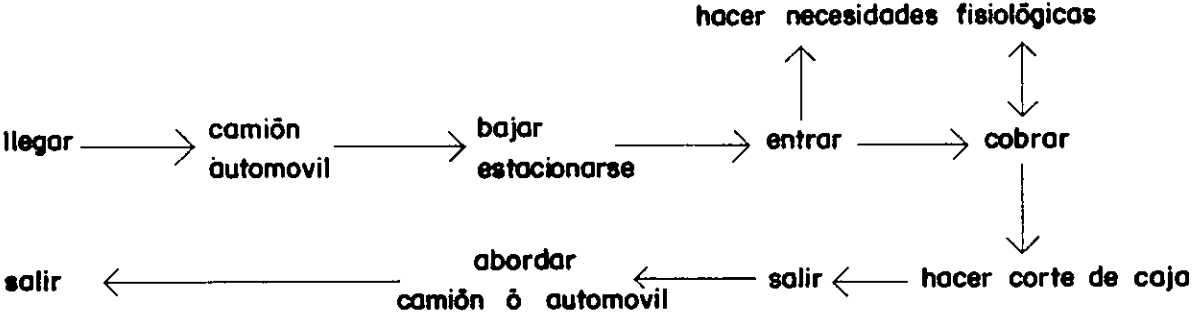 hacer necesidades fisiológicas
llegar
camión
automovil
bajar
estacionarse
entrar
cobrar
salir
abordar
camión ó automovil
salir
hacer corte de caja